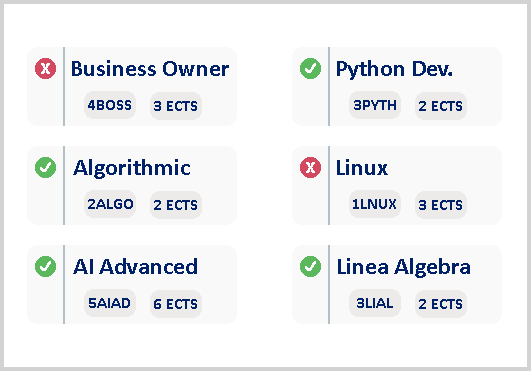 Business Owner
4BOSS 3 ECTS
Python Dev.
3PYTH 2 ECTS
Algorithmic
2ALGO 2 ECTS
Linux
1LNUX 3 ECTS
AI Advanced
5AIAD 6 ECTS
Linea Algebra
3LIAL 2 ECTS